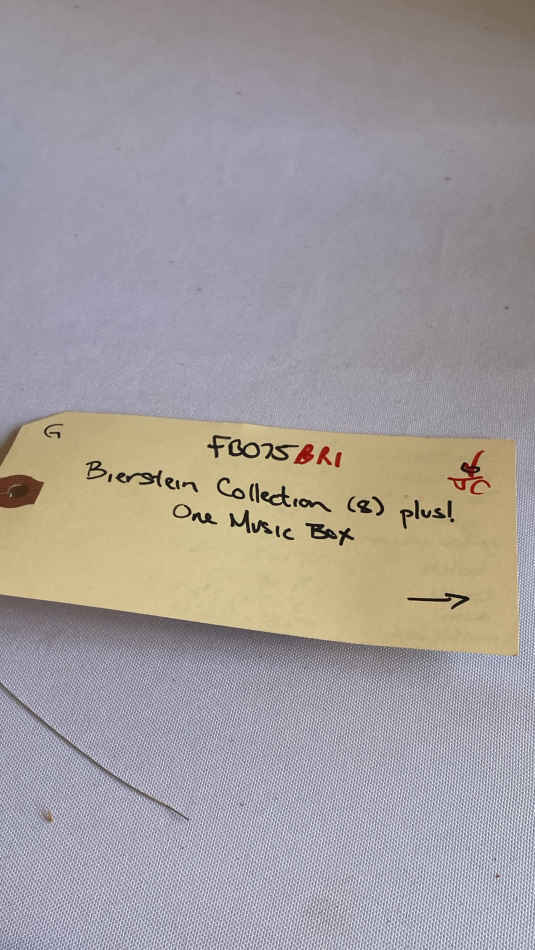 G
FB075BR1
Bierstein Collection (8) plus!
One Music Box
JC